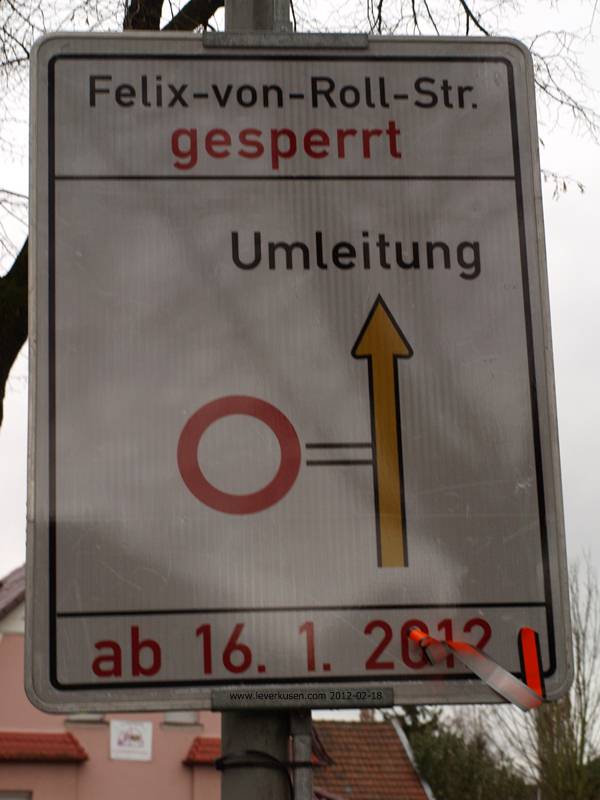 Felix-von-Roll-Str.
gesperrt
Umleitung
ab 16. 1. 2012
www.leverkusen.com 2012-02-18